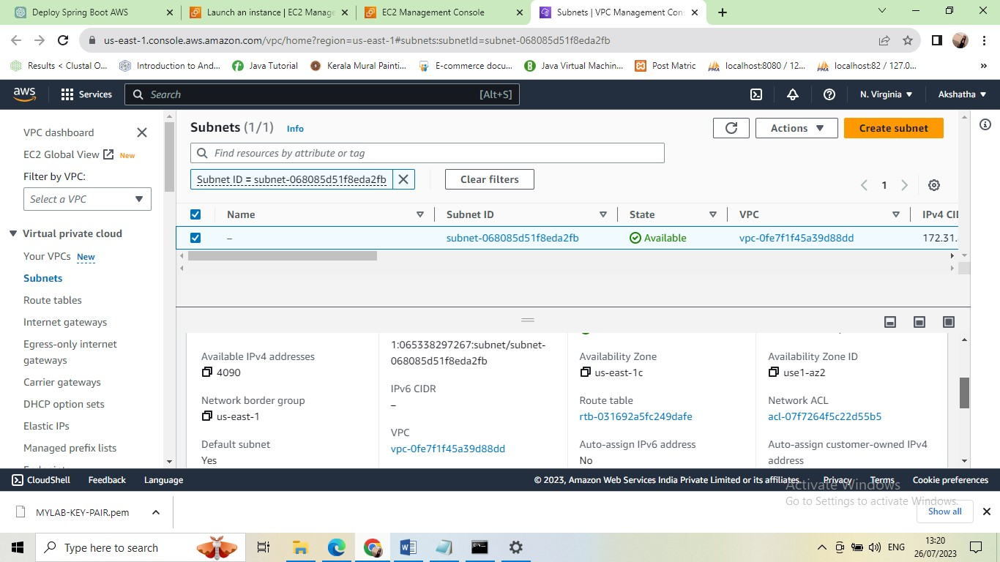 Deploy Spring Boot AWS
Launch an instance | EC2 Manage
EC2 Management Console
Subnets | VPC Management Con
us-east-1.console.aws.amazon.com/vpc/home?region=us-east-1#subnets:subnetId=subnet-068085d51f8eda2fb
Results < Clustal O...
Introduction to And...
Java Tutorial
Kerala Mural Painti...
E-commerce docu...
Java Virtual Machin...
Post Matric
localhost:8080 / 12...
localhost:82 / 127.0...
»
aws
Services
Search
[Alt+S]
N. Virginia
Akshatha
VPC dashboard
EC2 Global View
New
Filter by VPC:
Select a VPC
Virtual private cloud
Your VPCs New
Subnets
Route tables
Internet gateways
Egress-only internet
gateways
Carrier gateways
DHCP option sets
Elastic IPs
Managed prefix lists
Subnets (1/1) Info
Actions
Create subnet
Find resources by attribute or tag
Subnet ID = subnet-068085d51f8eda2fb
Clear filters
1
Name
Subnet ID
State
VPC
IPv4 CI
–
subnet-068085d51f8eda2fb
Available
vpc-0fe7f1f45a39d88dd
172.31.
Available IPv4 addresses
4090
Network border group
us-east-1
Default subnet
Yes
1:065338297267:subnet/subnet-
068085d51f8eda2fb
IPv6 CIDR
–
VPC
vpc-0fe7f1f45a39d88dd
Availability Zone
us-east-1c
Route table
rtb-031692a5fc249dafe
Auto-assign IPv6 address
No
Availability Zone ID
use1-az2
Network ACL
acl-07f7264f5c22d55b5
Auto-assign customer-owned IPv4
address
CloudShell
Feedback
Language
© 2023, Amazon Web Services India Private Limited or its affiliates.
Privacy
Terms
Cookie preferences
Activate Windows
Go to Settings to activate Windows.
MYLAB-KEY-PAIR.pem
Show all
Type here to search
ENG
13:20
26/07/2023